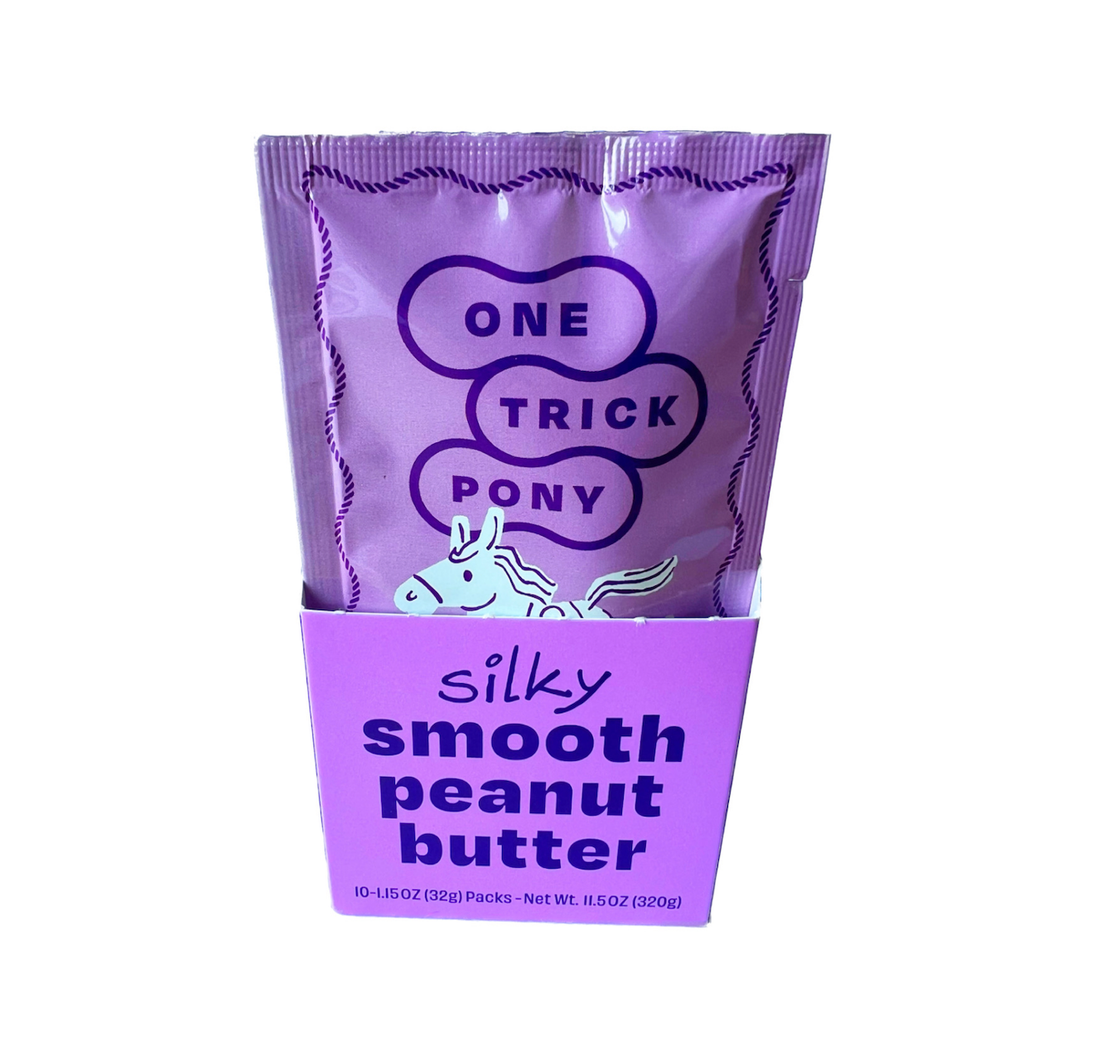 ONE
TRICK
PONY
silky
smooth
peanut
butter
10-1.15OZ (32g) Packs - Net Wt. 11.5OZ (320g)